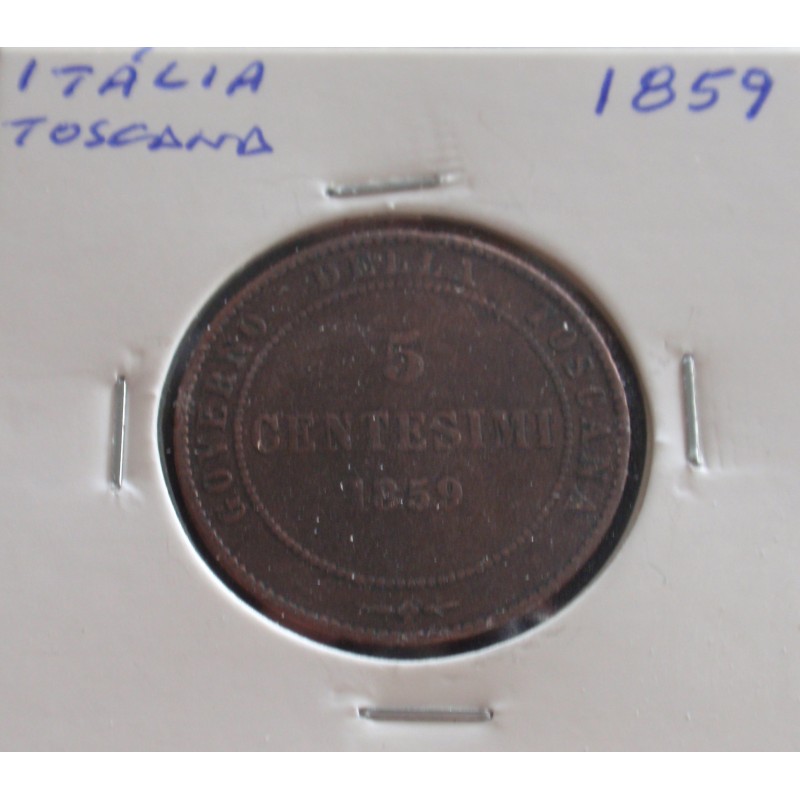 ITÁLIA
TOSCANA
1859
GOVERNO DELLA TOSCANA
5
CENTESIMI
1859